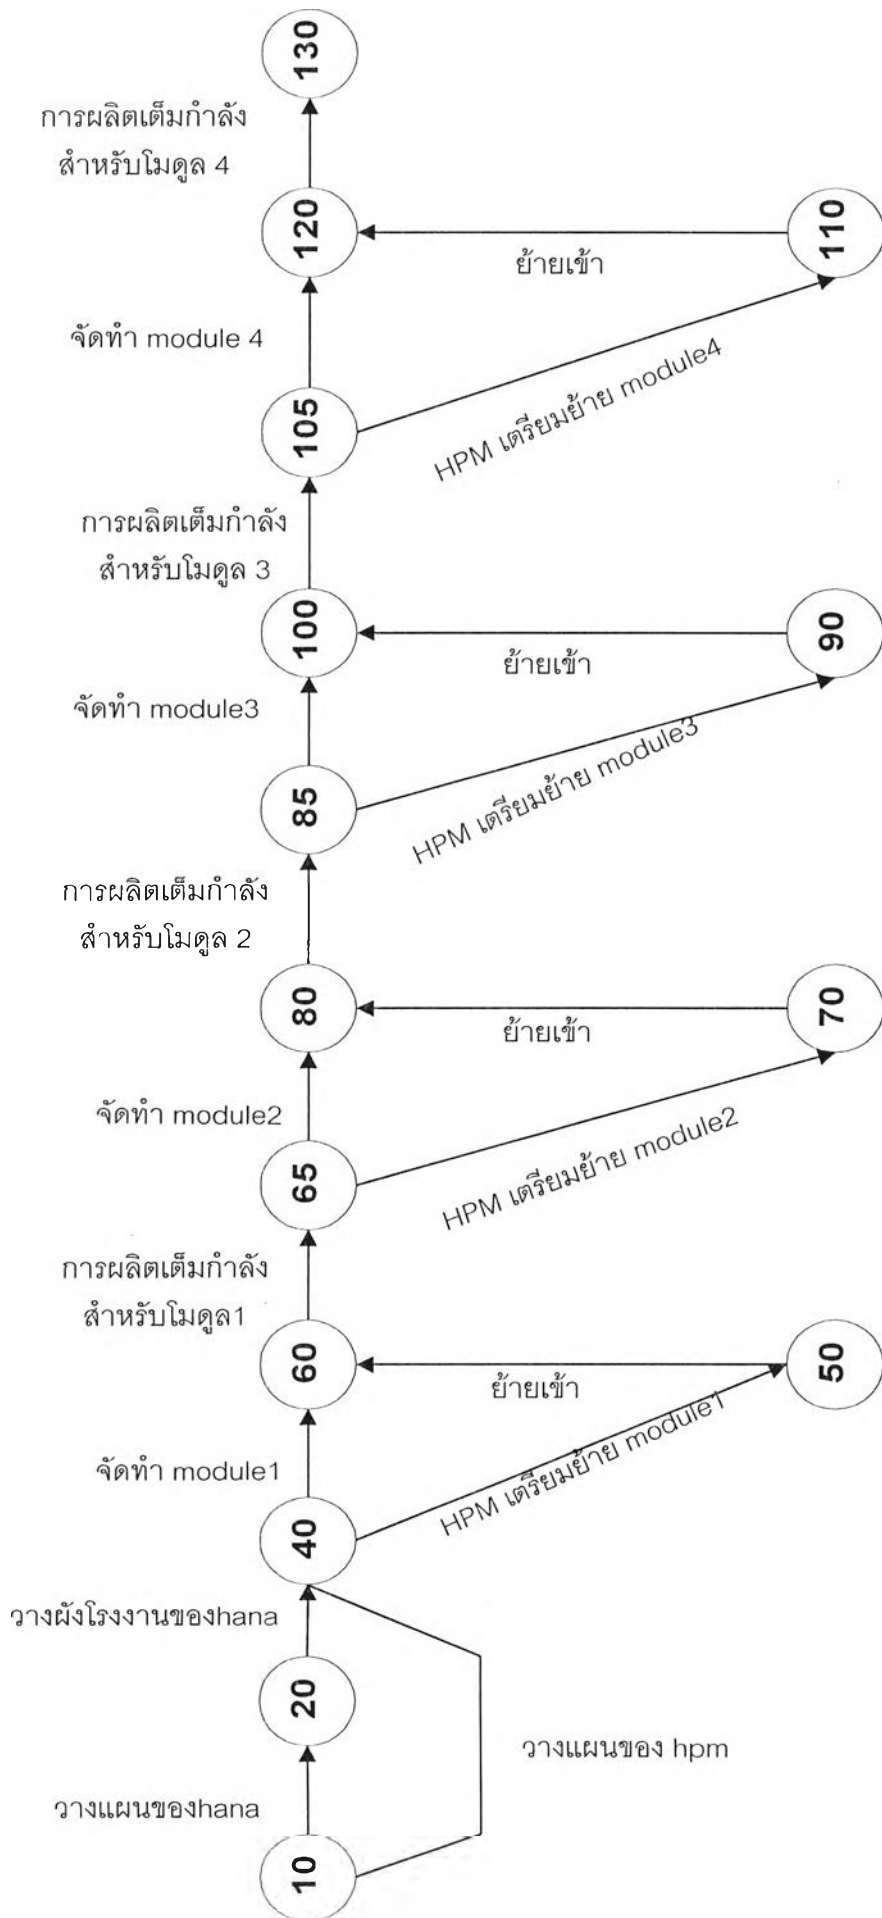 130
การผลิตเต็มกำลัง
สำหรับโมดูล 4
120
110
ย้ายเข้า
จัดทำ module 4
HPM เตรียมย้าย module4
105
การผลิตเต็มกำลัง
สำหรับโมดูล 3
100
90
ย้ายเข้า
จัดทำ module3
HPM เตรียมย้าย module3
85
การผลิตเต็มกำลัง
สำหรับโมดูล 2
80
70
ย้ายเข้า
จัดทำ module2
HPM เตรียมย้าย module2
65
การผลิตเต็มกำลัง
สำหรับโมดูล1
60
50
ย้ายเข้า
จัดทำ module1
HPM เตรียมย้าย module1
40
วางผังโรงงานของhana
20
วางแผนของ hpm
วางแผนของhana
10